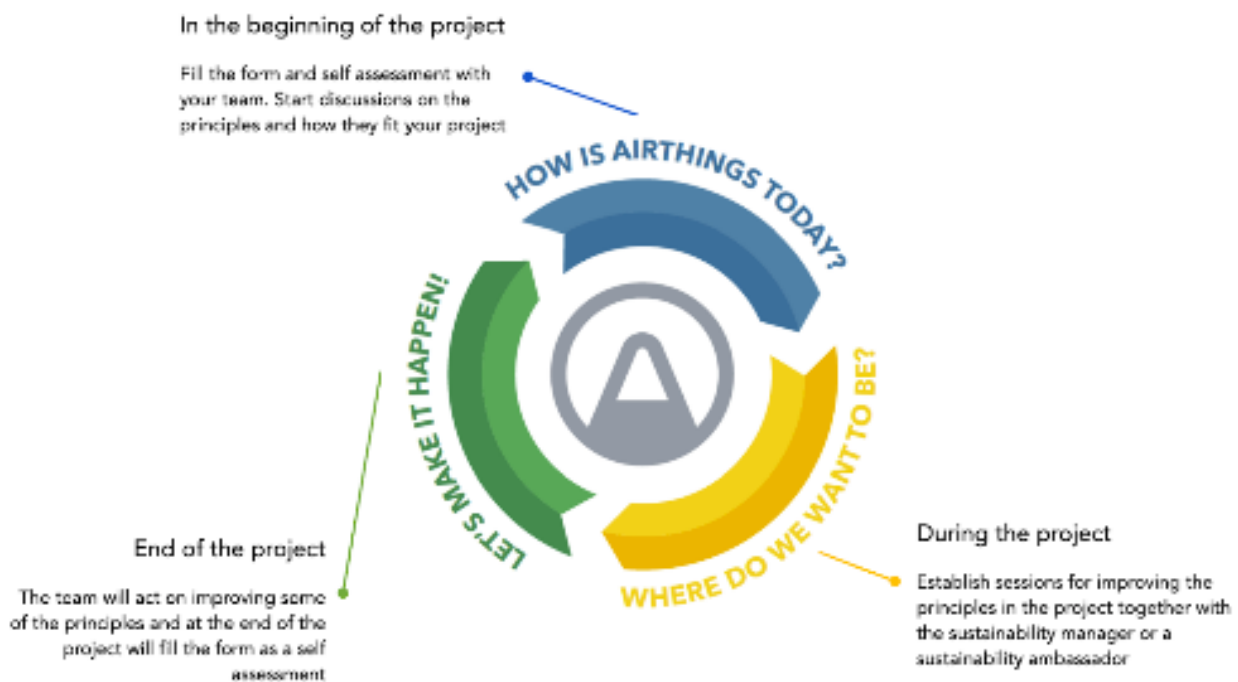 In the beginning of the project
Fill the form and self assessment with
your team. Start discussions on the
principles and how they fit your project
HOW IS AIRTHINGS TODAY?
WHERE DO WE WANT TO BE?
LET'S MAKE IT HAPPEN!
During the project
Establish sessions for improving the
principles in the project together with
the sustainability manager or a
sustainability ambassador
End of the project
The team will act on improving some
of the principles and at the end of the
project will fill the form as a self
assessment